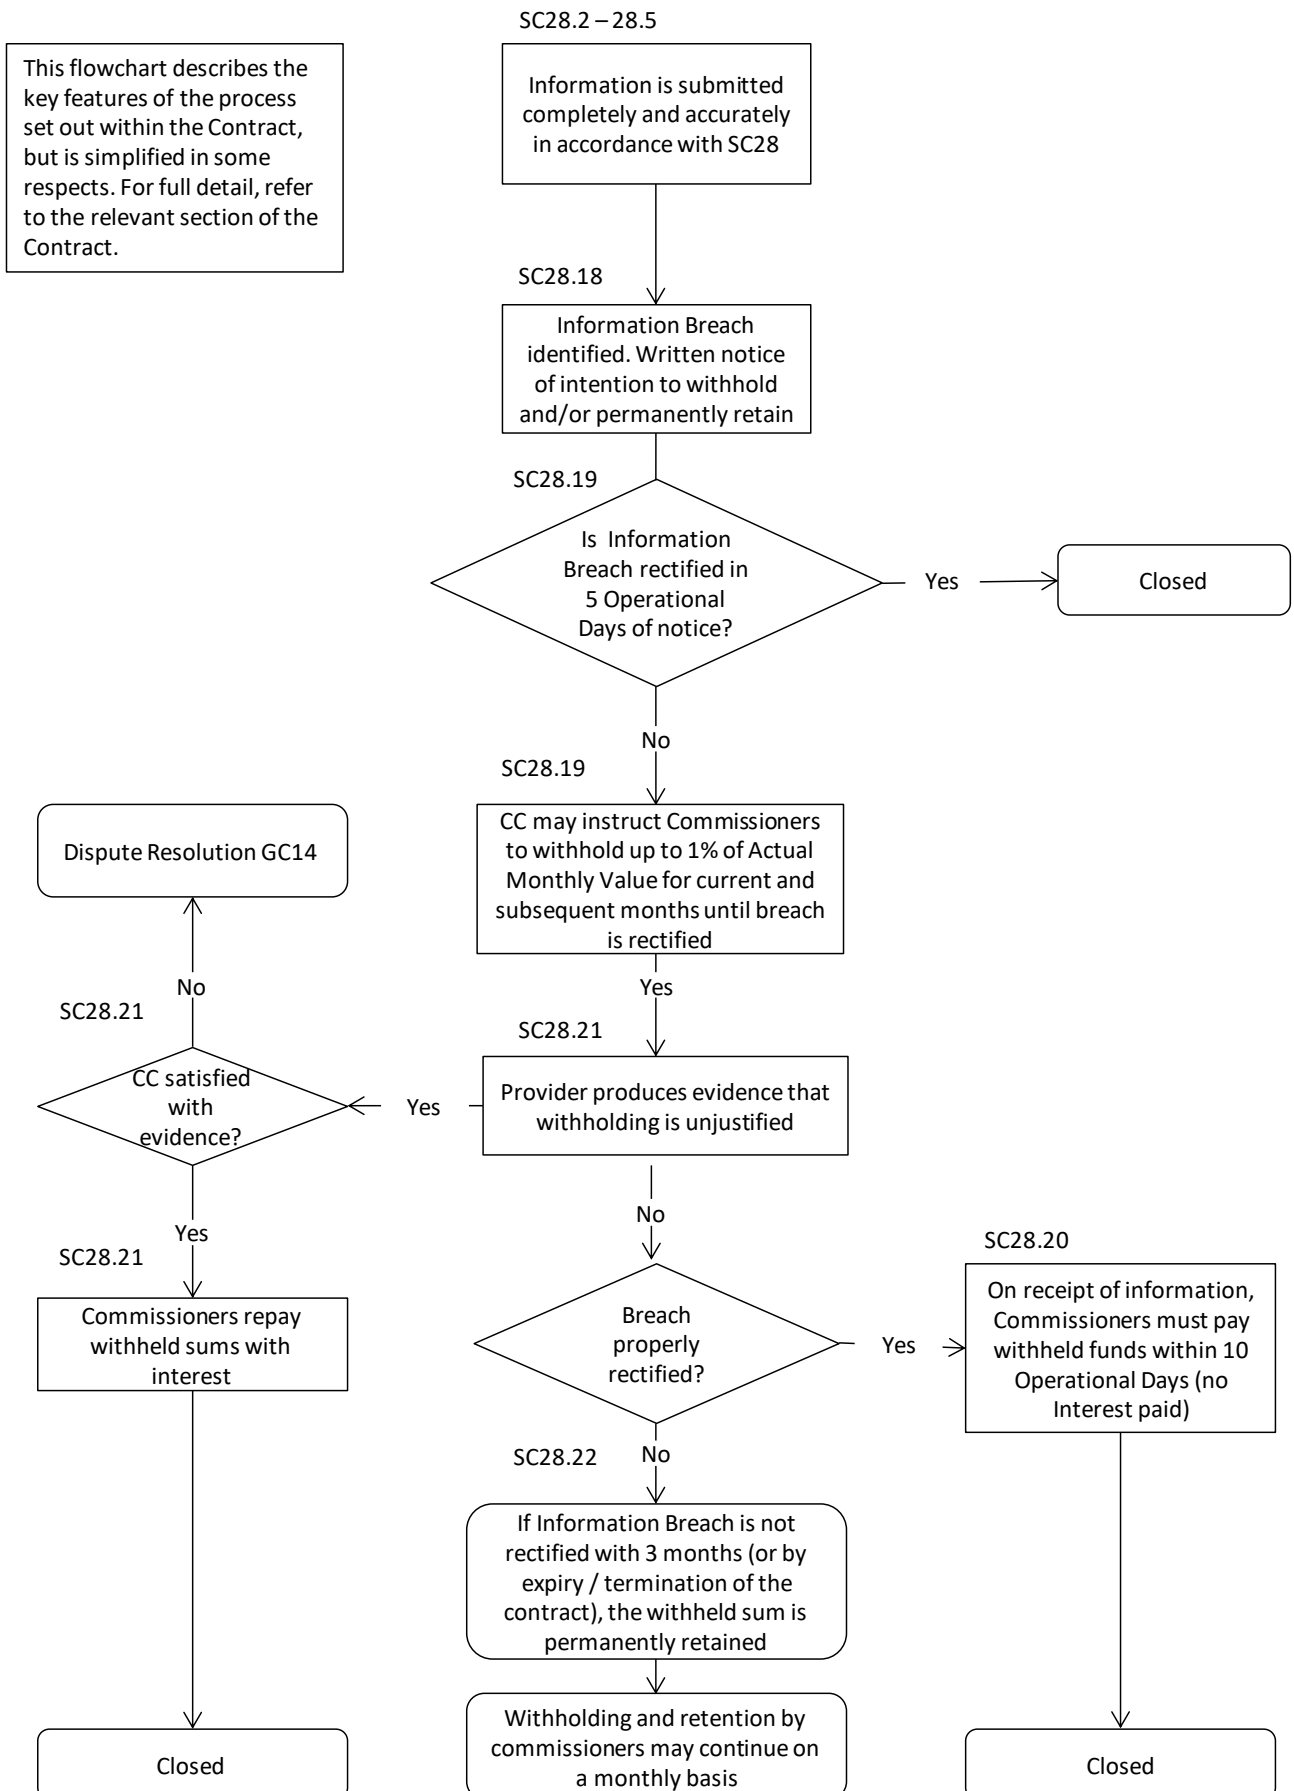 SC28.2 – 28.5
This flowchart describes the
key features of the process
set out within the Contract,
but is simplified in some
respects. For full detail, refer
to the relevant section of the
Contract.
Information is submitted
completely and accurately
in accordance with SC28
SC28.18
Information Breach
identified. Written notice
of intention to withhold
and/or permanently retain
SC28.19
Is Information
Breach rectified in
5 Operational
Days of notice?
Yes
Closed
No
SC28.19
CC may instruct Commissioners
to withhold up to 1% of Actual
Monthly Value for current and
subsequent months until breach
is rectified
Dispute Resolution GC14
No
Yes
SC28.21
SC28.21
CC satisfied
with
evidence?
Yes
Provider produces evidence that
withholding is unjustified
Yes
No
SC28.21
Commissioners repay
withheld sums with
interest
Breach
properly
rectified?
Yes
SC28.20
On receipt of information,
Commissioners must pay
withheld funds within 10
Operational Days (no
Interest paid)
No
SC28.22
If Information Breach is not
rectified with 3 months (or by
expiry / termination of the
contract), the withheld sum is
permanently retained
Withholding and retention by
commissioners may continue on
a monthly basis
Closed
Closed